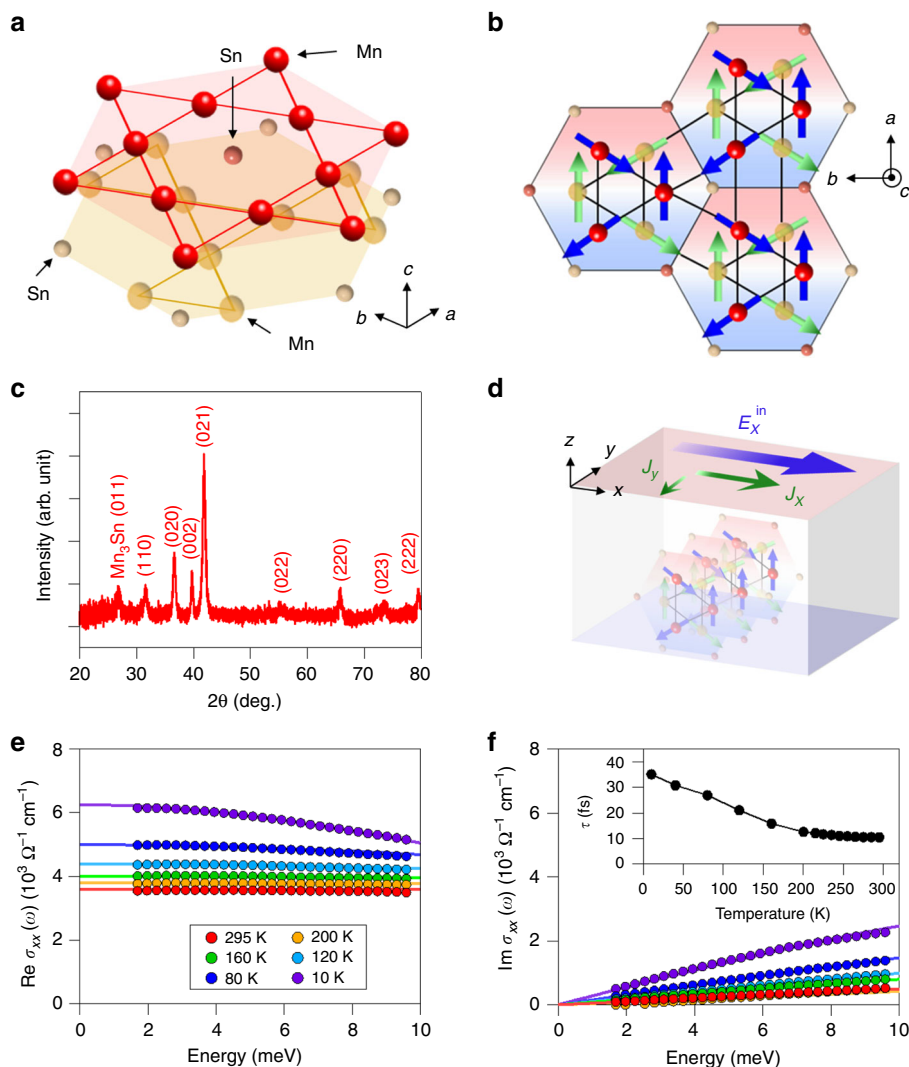 a
Sn
Mn
Sn
Mn
c
b
a
b
a
b
c
c
Intensity (arb. unit)
Mn₃Sn (011)
(110)
(020)
(002)
(021)
(022)
(220)
(023)
(222)
20 30 40 50 60 70 80
2θ (deg.)
d
E_x^in
z
y
x
J_y
J_x
e
Re σ_xx (ω) (10³ Ω⁻¹ cm⁻¹)
8
6
4
2
0
295 K 200 K
160 K 120 K
80 K 10 K
0 2 4 6 8 10
Energy (meV)
f
Im σ_xx (ω) (10³ Ω⁻¹ cm⁻¹)
8
6
4
2
0
τ (fs)
40
30
20
10
0
0 50 100 150 200 250 300
Temperature (K)
0 2 4 6 8 10
Energy (meV)